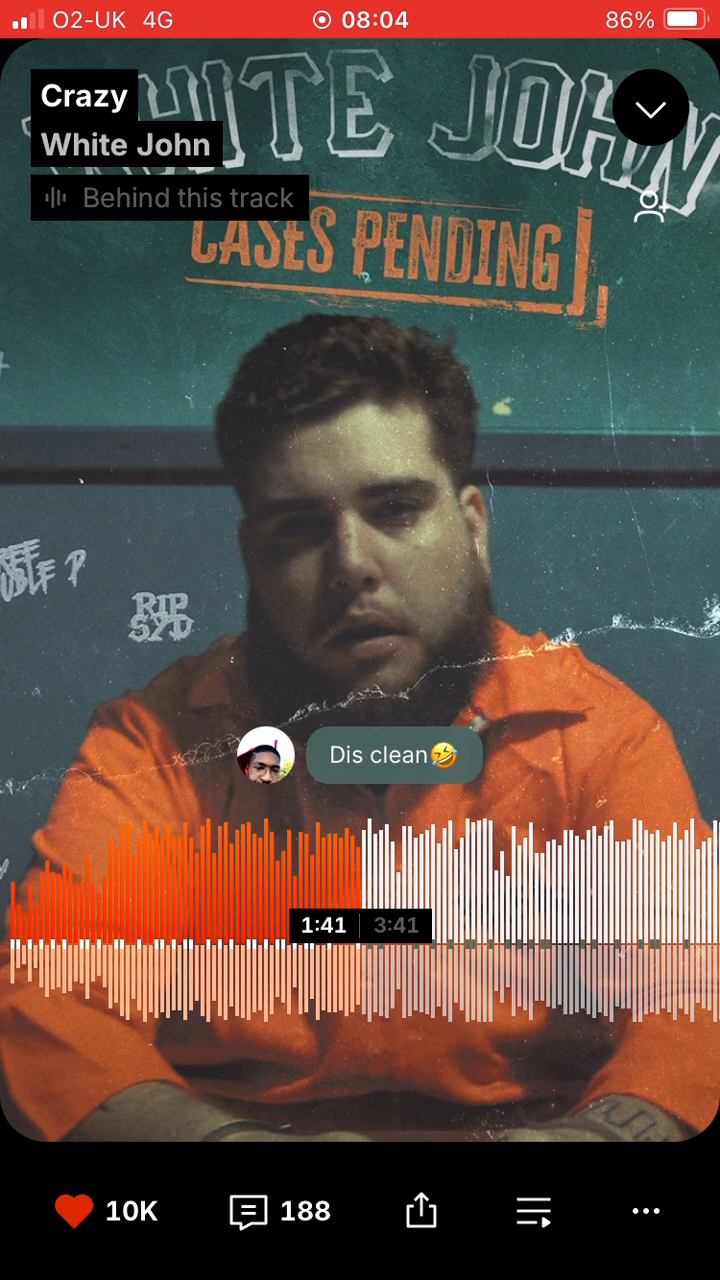 O2-UK 4G 08:04 86%
WHITE JOHN
Crazy
White John
Behind this track
CASES PENDING
RIP
SYD
Dis clean🤣
1:41 3:41
10K 188